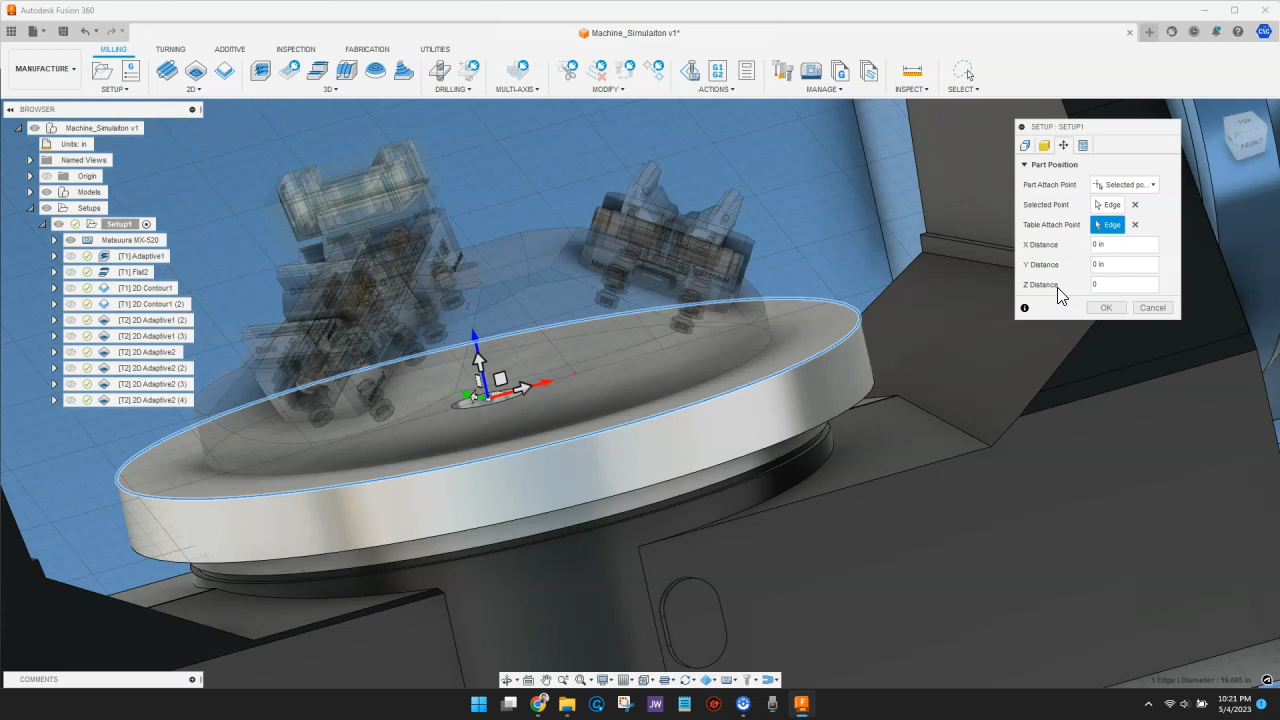 Autodesk Fusion 360
Machine_Simulaiton v1*
MILLING TURNING ADDITIVE INSPECTION FABRICATION UTILITIES
MANUFACTURE
G
G1
G2
G
SETUP 2D 3D DRILLING MULTI-AXIS MODIFY ACTIONS MANAGE INSPECT SELECT
BROWSER
Machine_Simulaiton v1
Units: in
Named Views
Origin
Models
Setups
Setup1
Matsuura MX-520
[T1] Adaptive1
[T1] Flat2
[T1] 2D Contour1
[T1] 2D Contour1 (2)
[T2] 2D Adaptive1 (2)
[T2] 2D Adaptive1 (3)
[T2] 2D Adaptive2
[T2] 2D Adaptive2 (2)
[T2] 2D Adaptive2 (3)
[T2] 2D Adaptive2 (4)
FRONT
SETUP : SETUP1
Part Position
Part Attach Point Selected po...
Selected Point Edge
Table Attach Point Edge
X Distance 0 in
Y Distance 0 in
Z Distance 0
OK Cancel
COMMENTS
1 Edge | Diameter : 19.685 in
JW
F
10:21 PM
5/4/2023